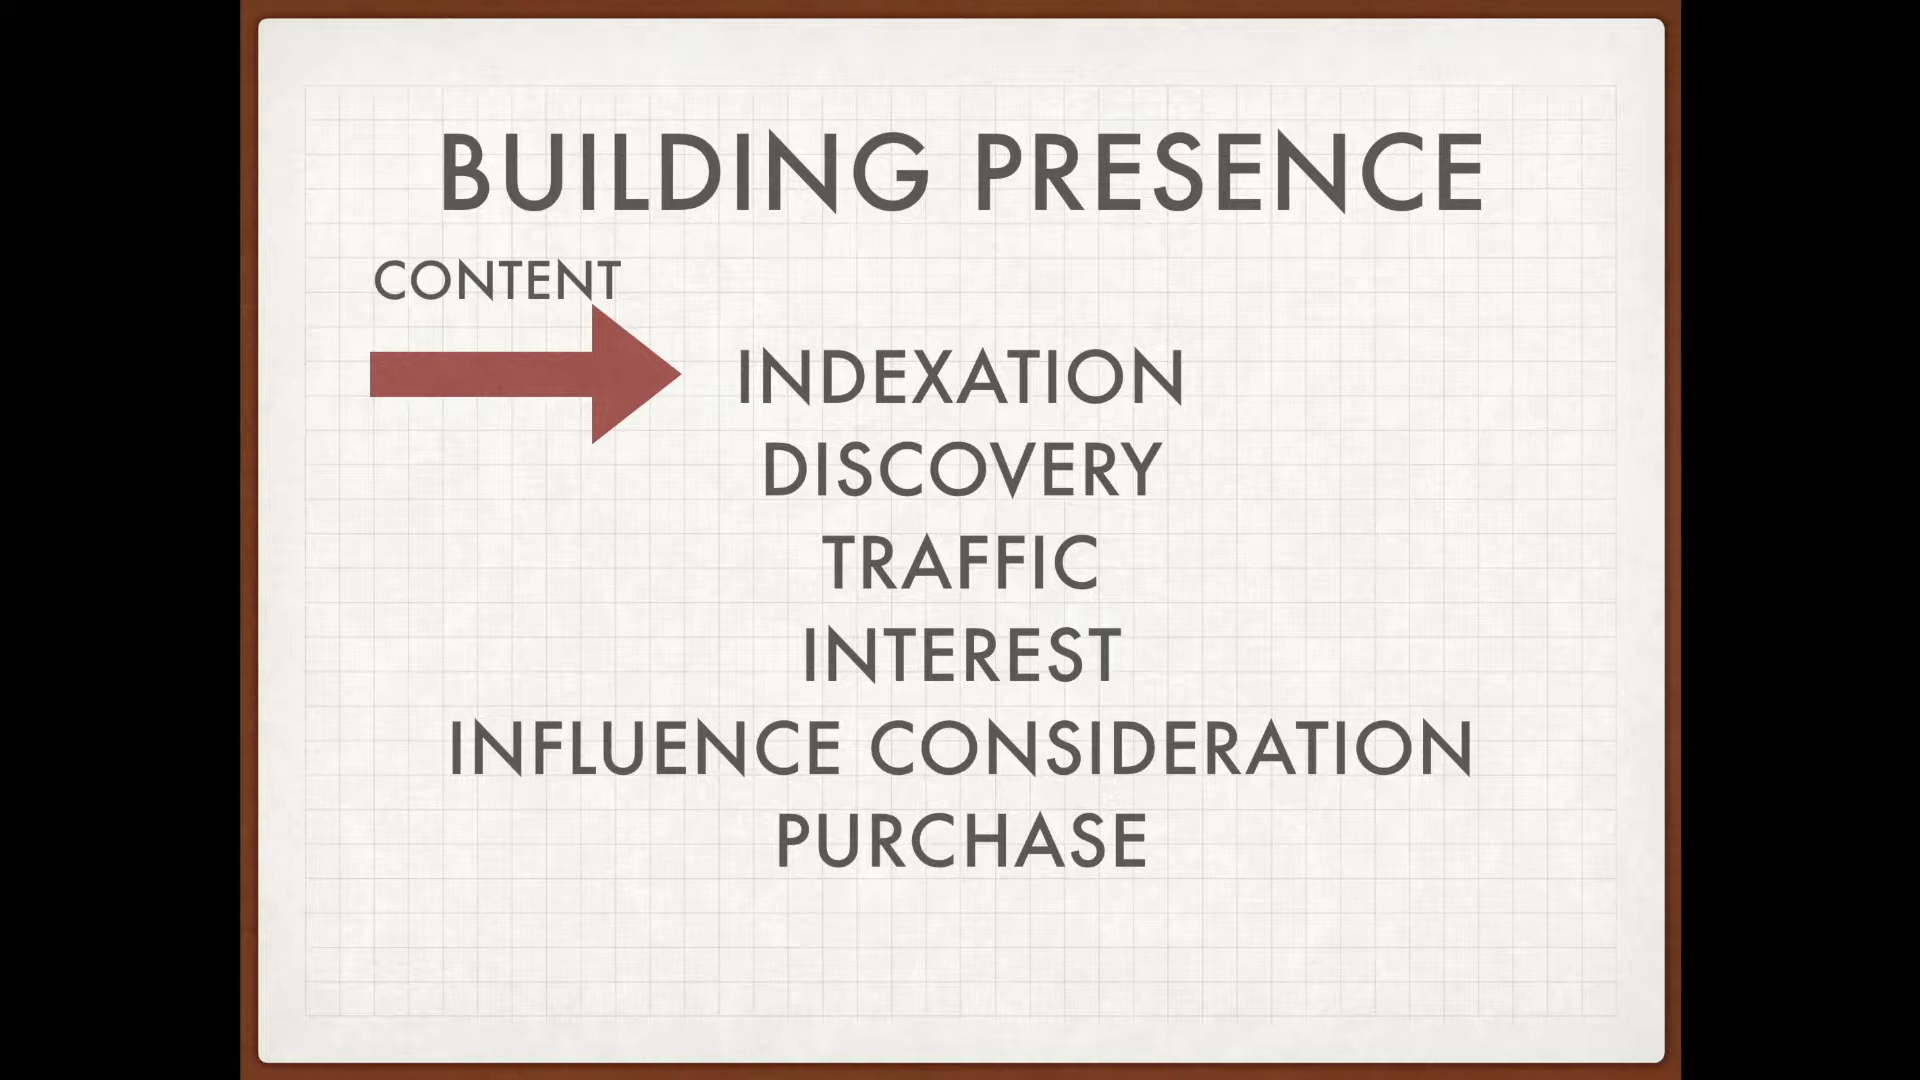 BUILDING PRESENCE
CONTENT
INDEXATION
DISCOVERY
TRAFFIC
INTEREST
INFLUENCE CONSIDERATION
PURCHASE